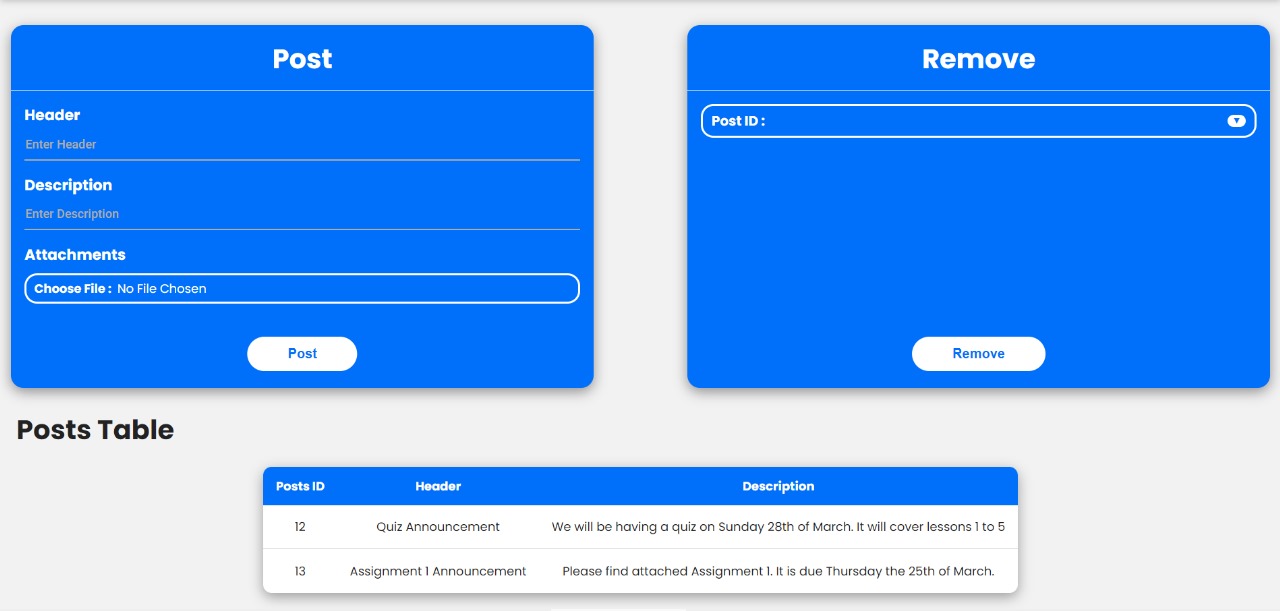 Post
Header
Enter Header
Description
Enter Description
Attachments
Choose File : No File Chosen
Post
Remove
Post ID :
Remove
Posts Table
Posts ID Header Description
12 Quiz Announcement We will be having a quiz on Sunday 28th of March. It will cover lessons 1 to 5
13 Assignment 1 Announcement Please find attached Assignment 1. It is due Thursday the 25th of March.